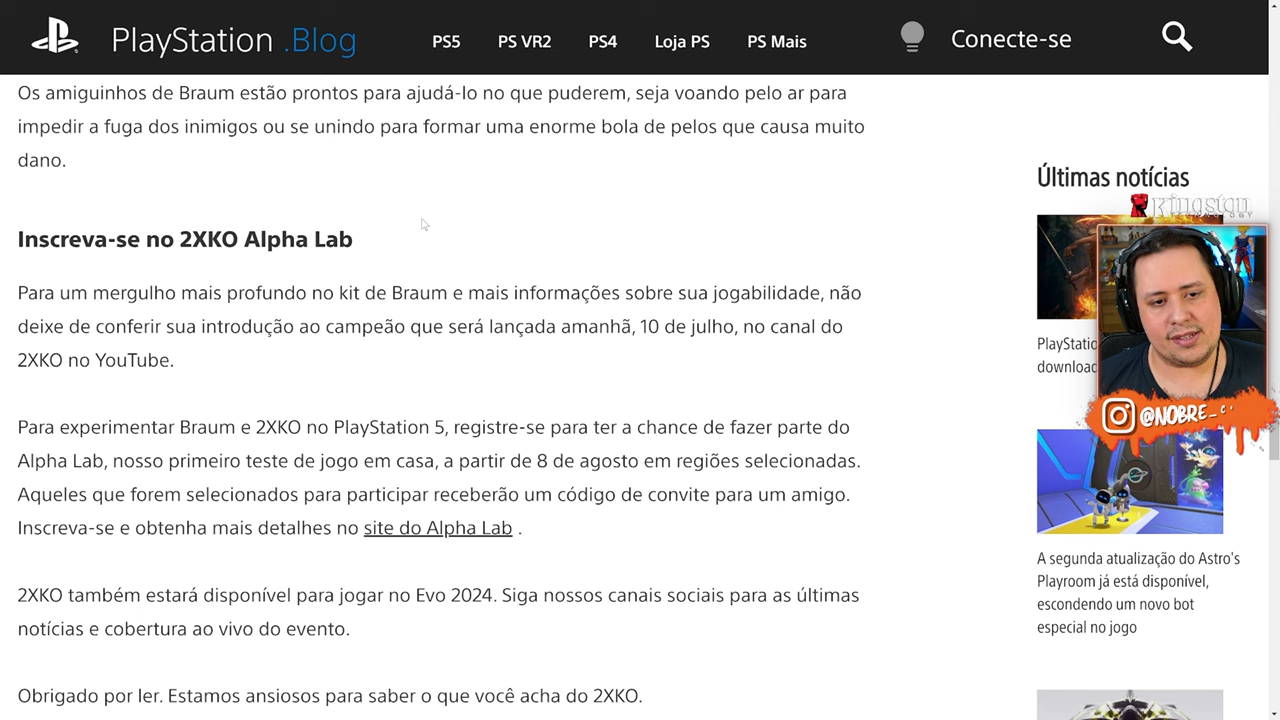 PlayStation .Blog
PS5
PS VR2
PS4
Loja PS
PS Mais
Conecte-se
Os amiguinhos de Braum estão prontos para ajudá-lo no que puderem, seja voando pelo ar para
impedir a fuga dos inimigos ou se unindo para formar uma enorme bola de pelos que causa muito
dano.
Inscreva-se no 2XKO Alpha Lab
Para um mergulho mais profundo no kit de Braum e mais informações sobre sua jogabilidade, não
deixe de conferir sua introdução ao campeão que será lançada amanhã, 10 de julho, no canal do
2XKO no YouTube.
Para experimentar Braum e 2XKO no PlayStation 5, registre-se para ter a chance de fazer parte do
Alpha Lab, nosso primeiro teste de jogo em casa, a partir de 8 de agosto em regiões selecionadas.
Aqueles que forem selecionados para participar receberão um código de convite para um amigo.
Inscreva-se e obtenha mais detalhes no site do Alpha Lab .
2XKO também estará disponível para jogar no Evo 2024. Siga nossos canais sociais para as últimas
notícias e cobertura ao vivo do evento.
Obrigado por ler. Estamos ansiosos para saber o que você acha do 2XKO.
Últimas notícias
Kingston
TECHNOLOGY
PlayStatio
download
@NOBRE_
A segunda atualização do Astro's
Playroom já está disponível,
escondendo um novo bot
especial no jogo